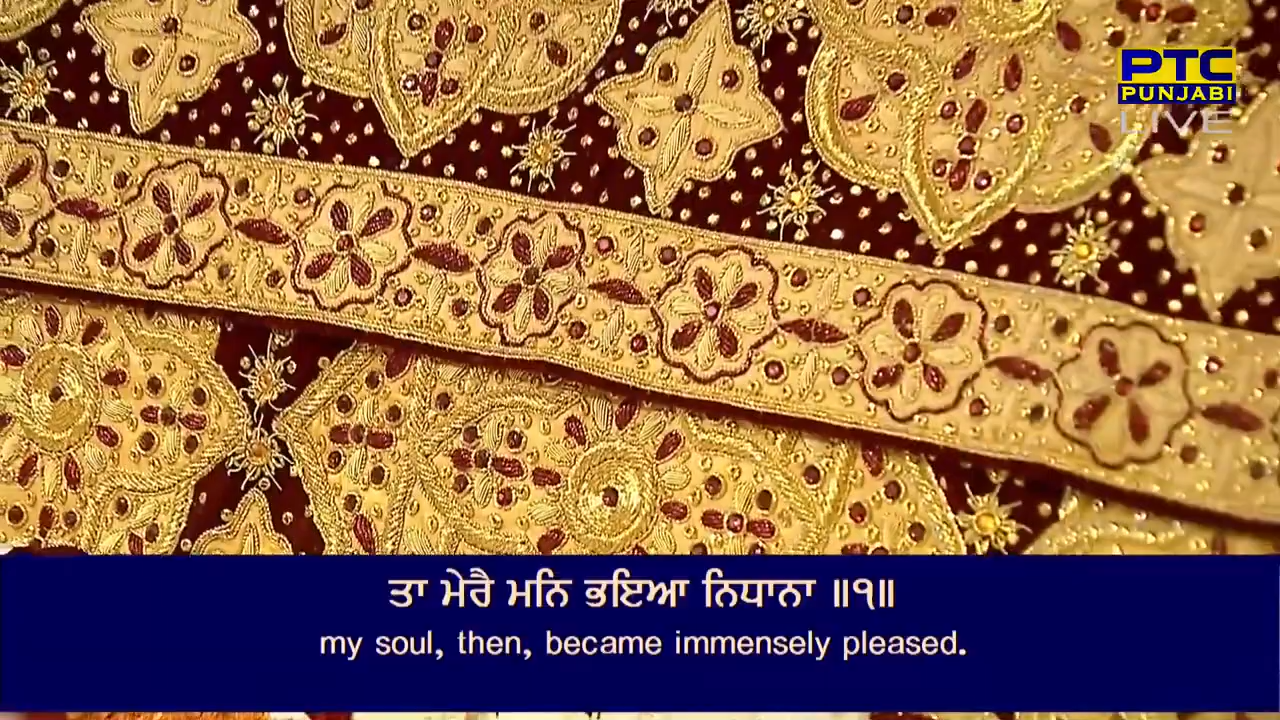 PTC
PUNJABI
LIVE
ਤਾ ਮੇਰੈ ਮਨਿ ਭਇਆ ਨਿਧਾਨਾ ॥੧॥
my soul, then, became immensely pleased.